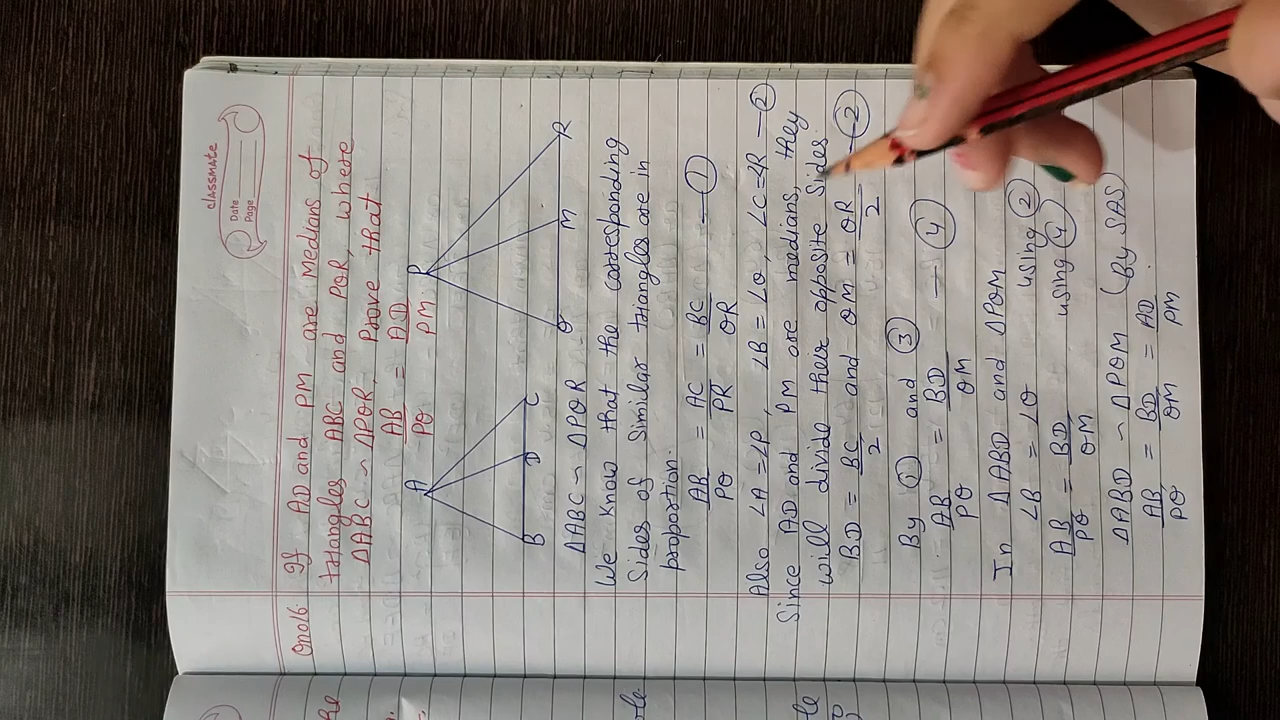 classmate
Date
Page
Qno16 If AD and PM are medians of
triangles ABC and PQR, where
ΔABC ~ ΔPQR, Prove that
AB/PQ = AD/PM.
A
P
B D C
Q M R
ΔABC ~ ΔPQR
We know that the corresponding
Sides of Similar triangles are in
proportion.
AB/PQ = AC/PR = BC/QR — 1
Also ∠A = ∠P, ∠B = ∠Q, ∠C = ∠R — 2
Since AD and PM are medians, they
will divide their opposite Sides
BD = BC/2 and QM = QR/2 — 2
By 1 and 3
AB/PQ = BD/QM — 4
In ΔABD and ΔPQM
∠B = ∠Q using 2
AB/PQ = BD/QM using 4
ΔABD ~ ΔPQM (By SAS)
AB/PQ = BD/QM = AD/PM